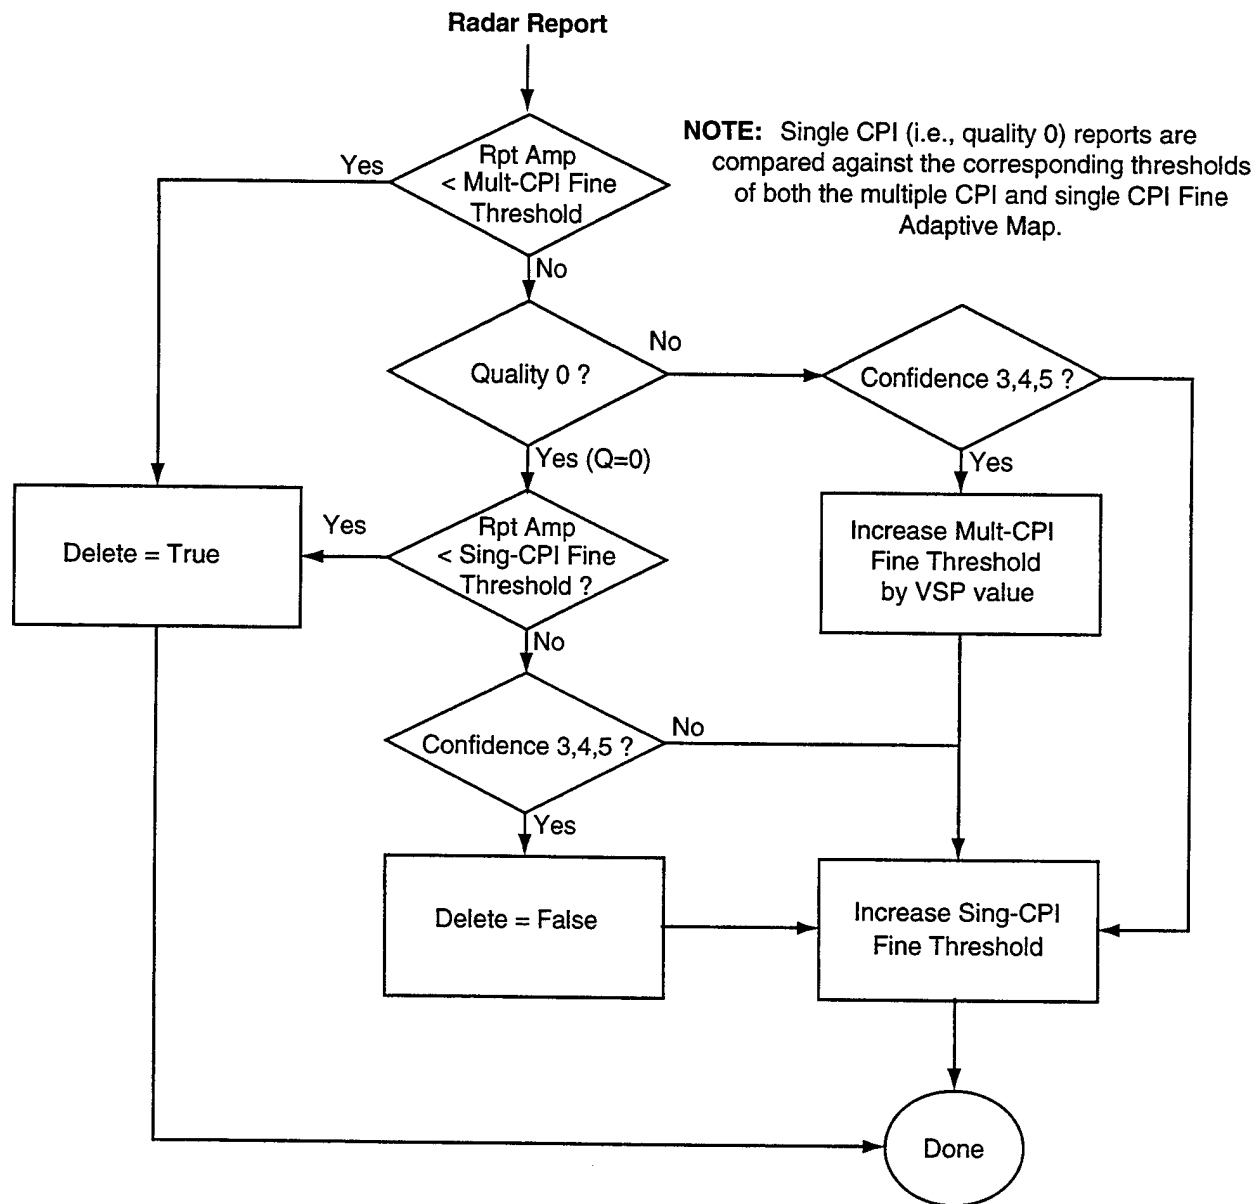 Radar Report
NOTE: Single CPI (i.e., quality 0) reports are
compared against the corresponding thresholds
of both the multiple CPI and single CPI Fine
Adaptive Map.
Yes
Rpt Amp
< Mult-CPI Fine
Threshold
No
Quality 0 ?
No
Confidence 3,4,5 ?
Yes (Q=0)
Yes
Delete = True
Yes
Rpt Amp
< Sing-CPI Fine
Threshold ?
Increase Mult-CPI
Fine Threshold
by VSP value
No
Confidence 3,4,5 ?
No
Yes
Delete = False
Increase Sing-CPI
Fine Threshold
Done